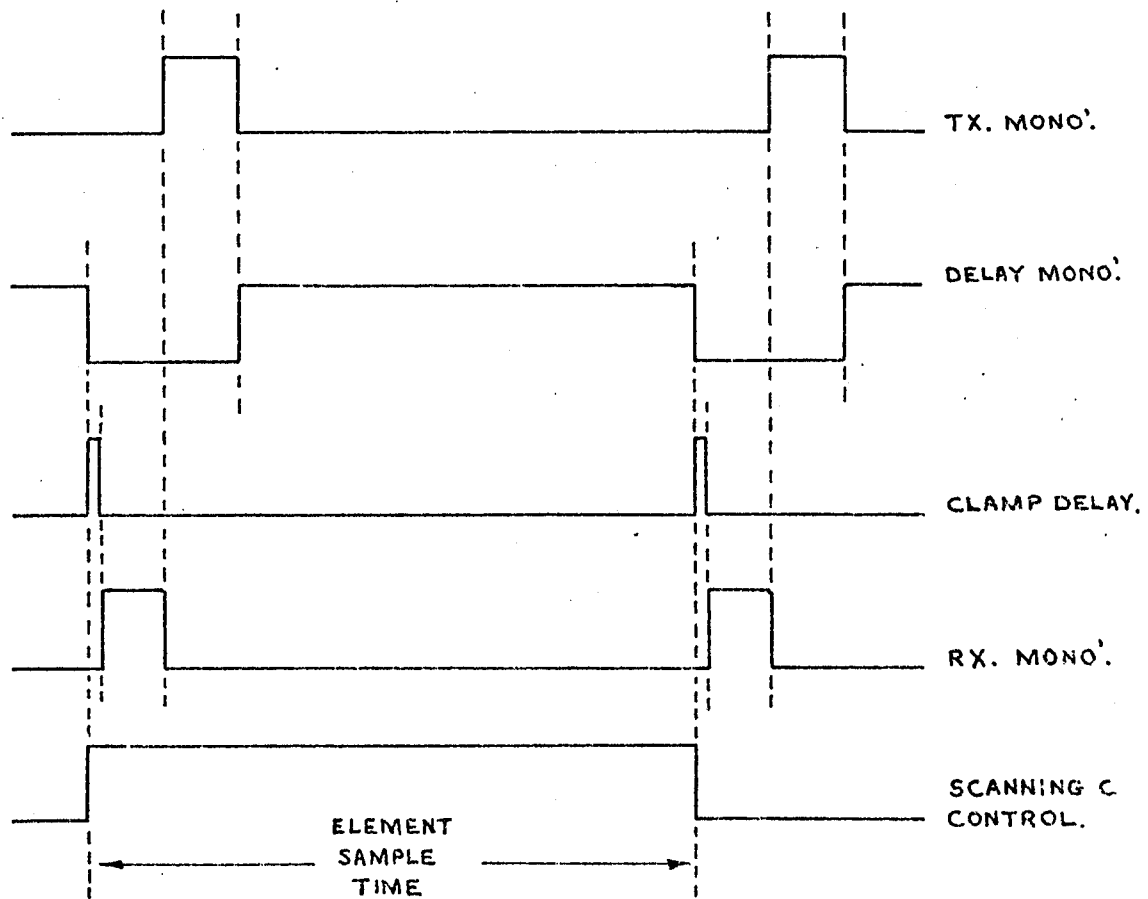 TX. MONO'.
DELAY MONO'.
CLAMP DELAY.
RX. MONO'.
SCANNING C
CONTROL.
ELEMENT
SAMPLE
TIME